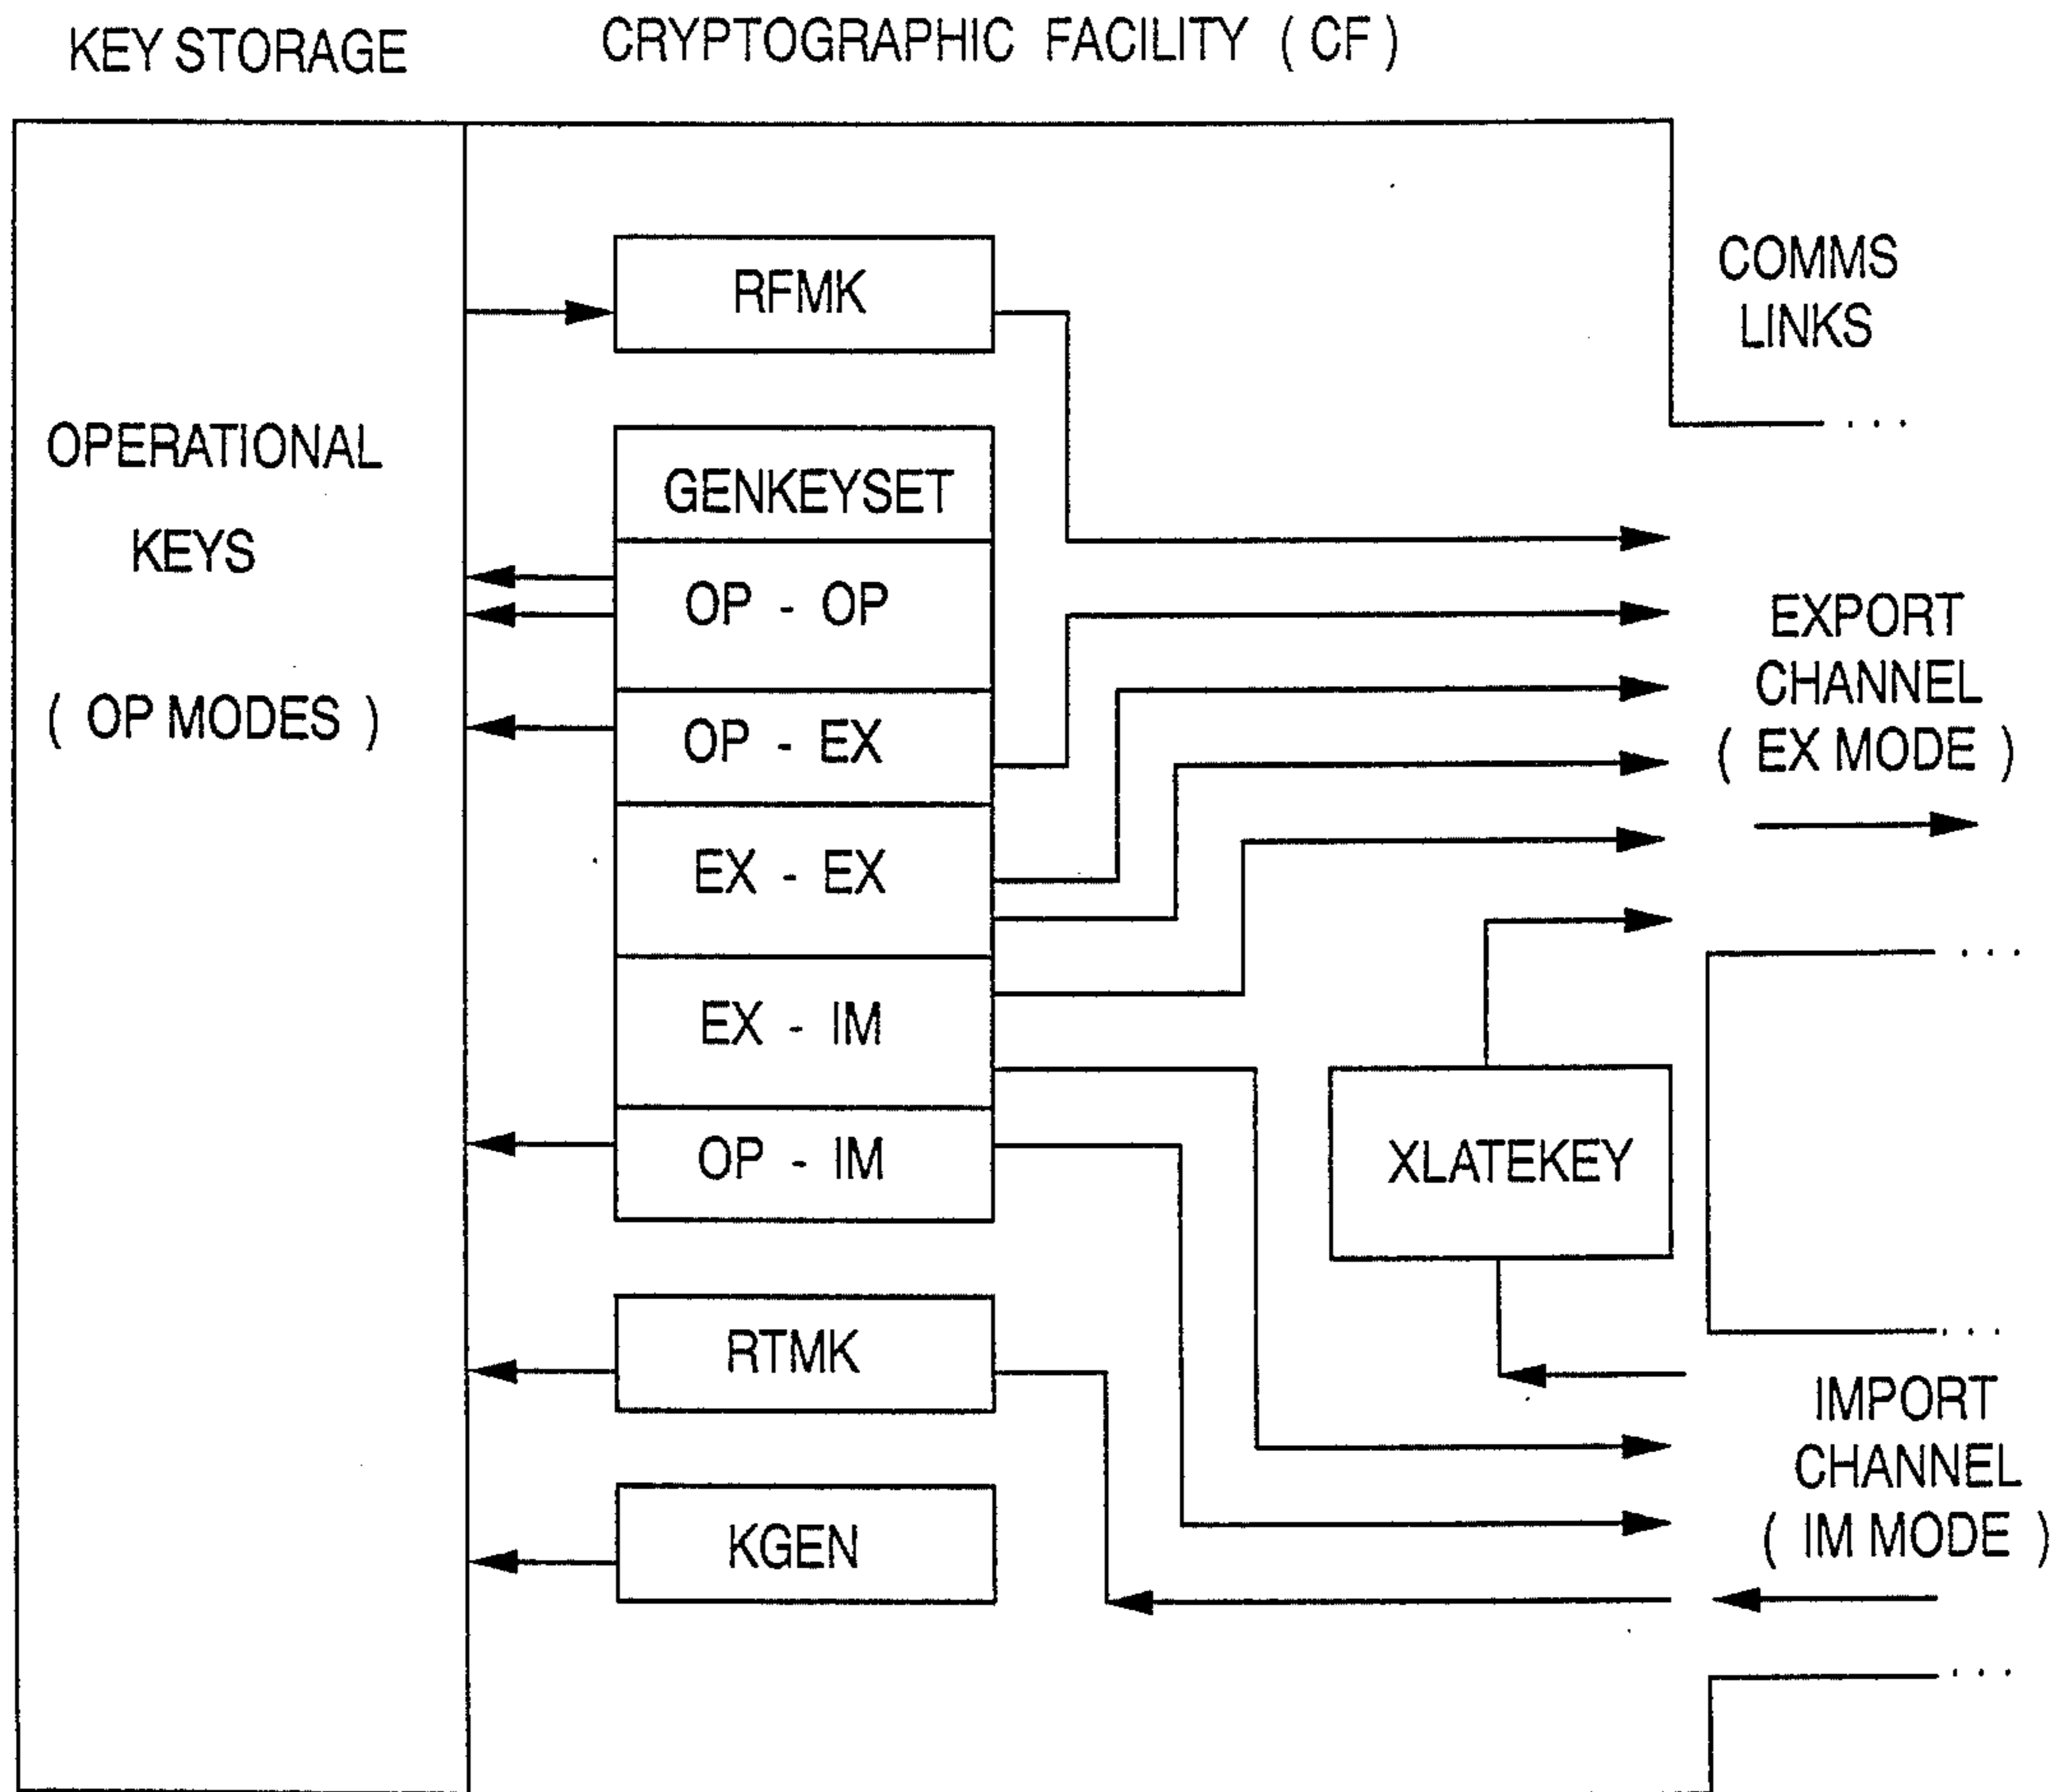 KEY STORAGE
CRYPTOGRAPHIC FACILITY ( CF )
COMMS
LINKS
. . .
RFMK
OPERATIONAL
KEYS
( OP MODES )
GENKEYSET
OP - OP
OP - EX
EX - EX
EX - IM
OP - IM
EXPORT
CHANNEL
( EX MODE )
. . .
XLATEKEY
. . .
RTMK
KGEN
IMPORT
CHANNEL
( IM MODE )
. . .